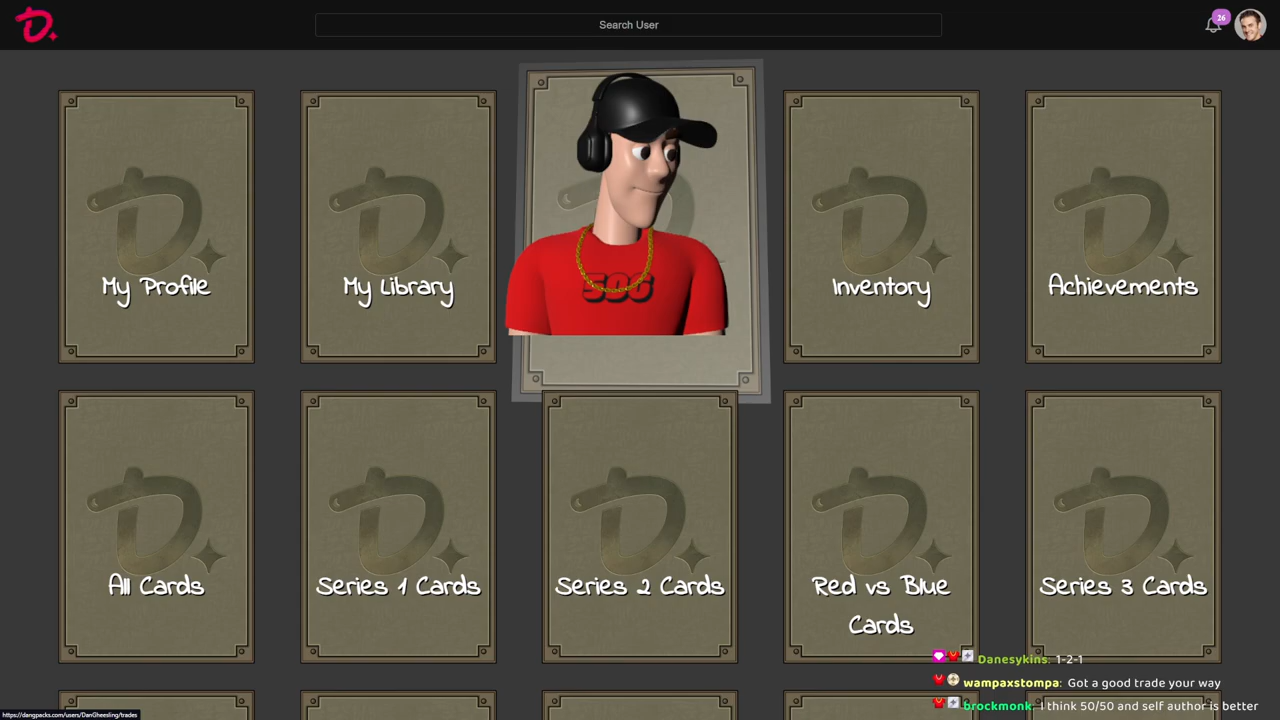 Search User
26
My Profile
My Library
596
Inventory
Achievements
All Cards
Series 1 Cards
Series 2 Cards
Red vs Blue
Cards
Series 3 Cards
Danesykins: 1-2-1
wampaxstompa: Got a good trade your way
brockmonk: I think 50/50 and self author is better
https://dangpacks.com/users/DanGheesling/trades